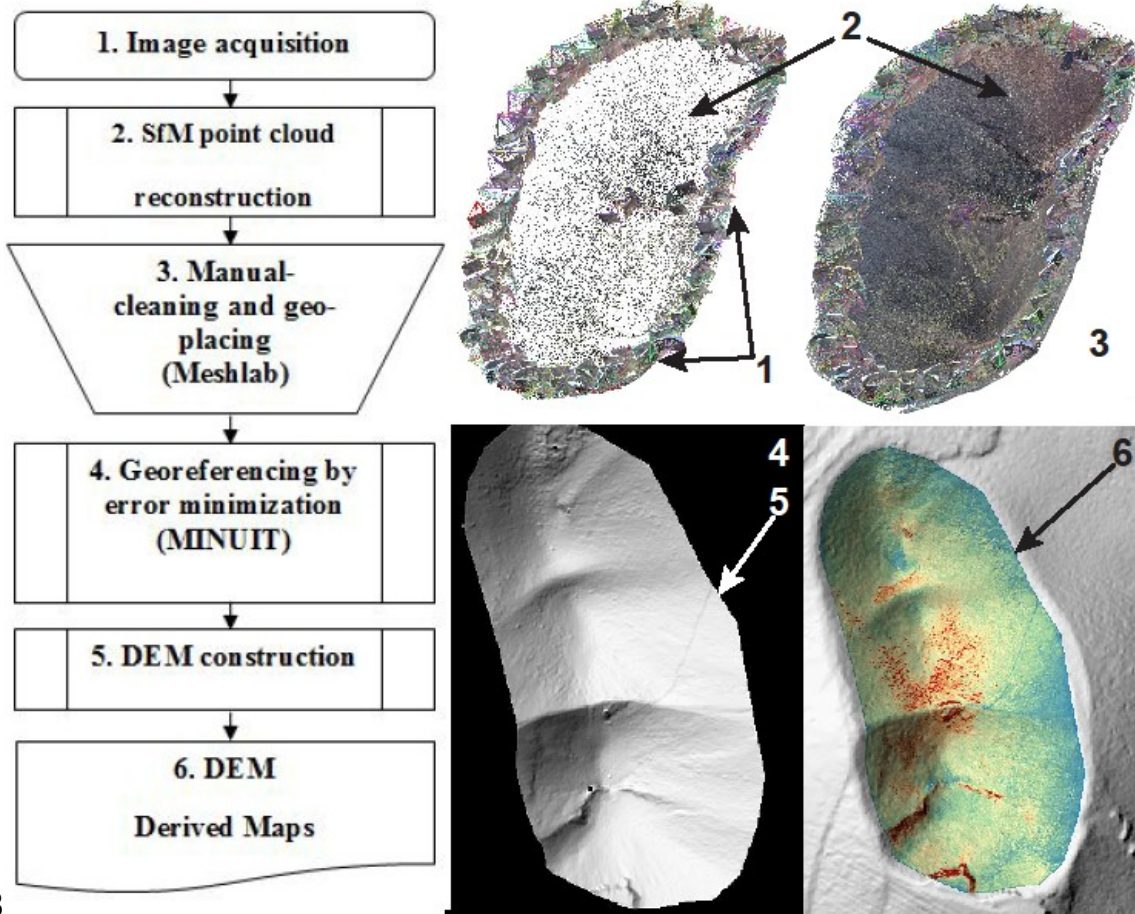 1. Image acquisition
2. SfM point cloud
reconstruction
3. Manual-
cleaning and geo-
placing
(Meshlab)
4. Georeferencing by
error minimization
(MINUIT)
5. DEM construction
6. DEM
Derived Maps
2
1
3
4
5
6